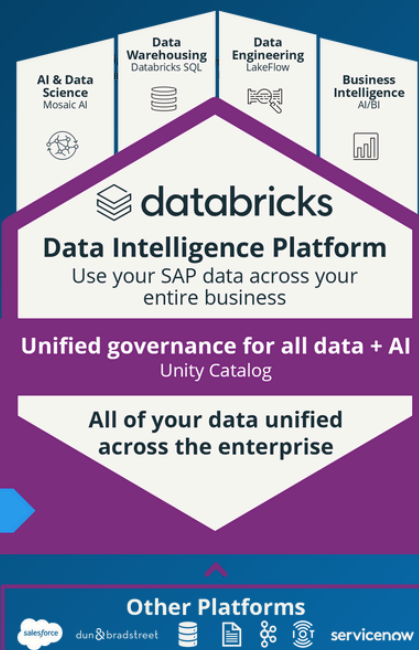 AI & Data
Science
Mosaic AI
Data
Warehousing
Databricks SQL
Data
Engineering
LakeFlow
Business
Intelligence
AI/BI
databricks
Data Intelligence Platform
Use your SAP data across your
entire business
Unified governance for all data + AI
Unity Catalog
All of your data unified
across the enterprise
Other Platforms
salesforce
dun & bradstreet
servicenow